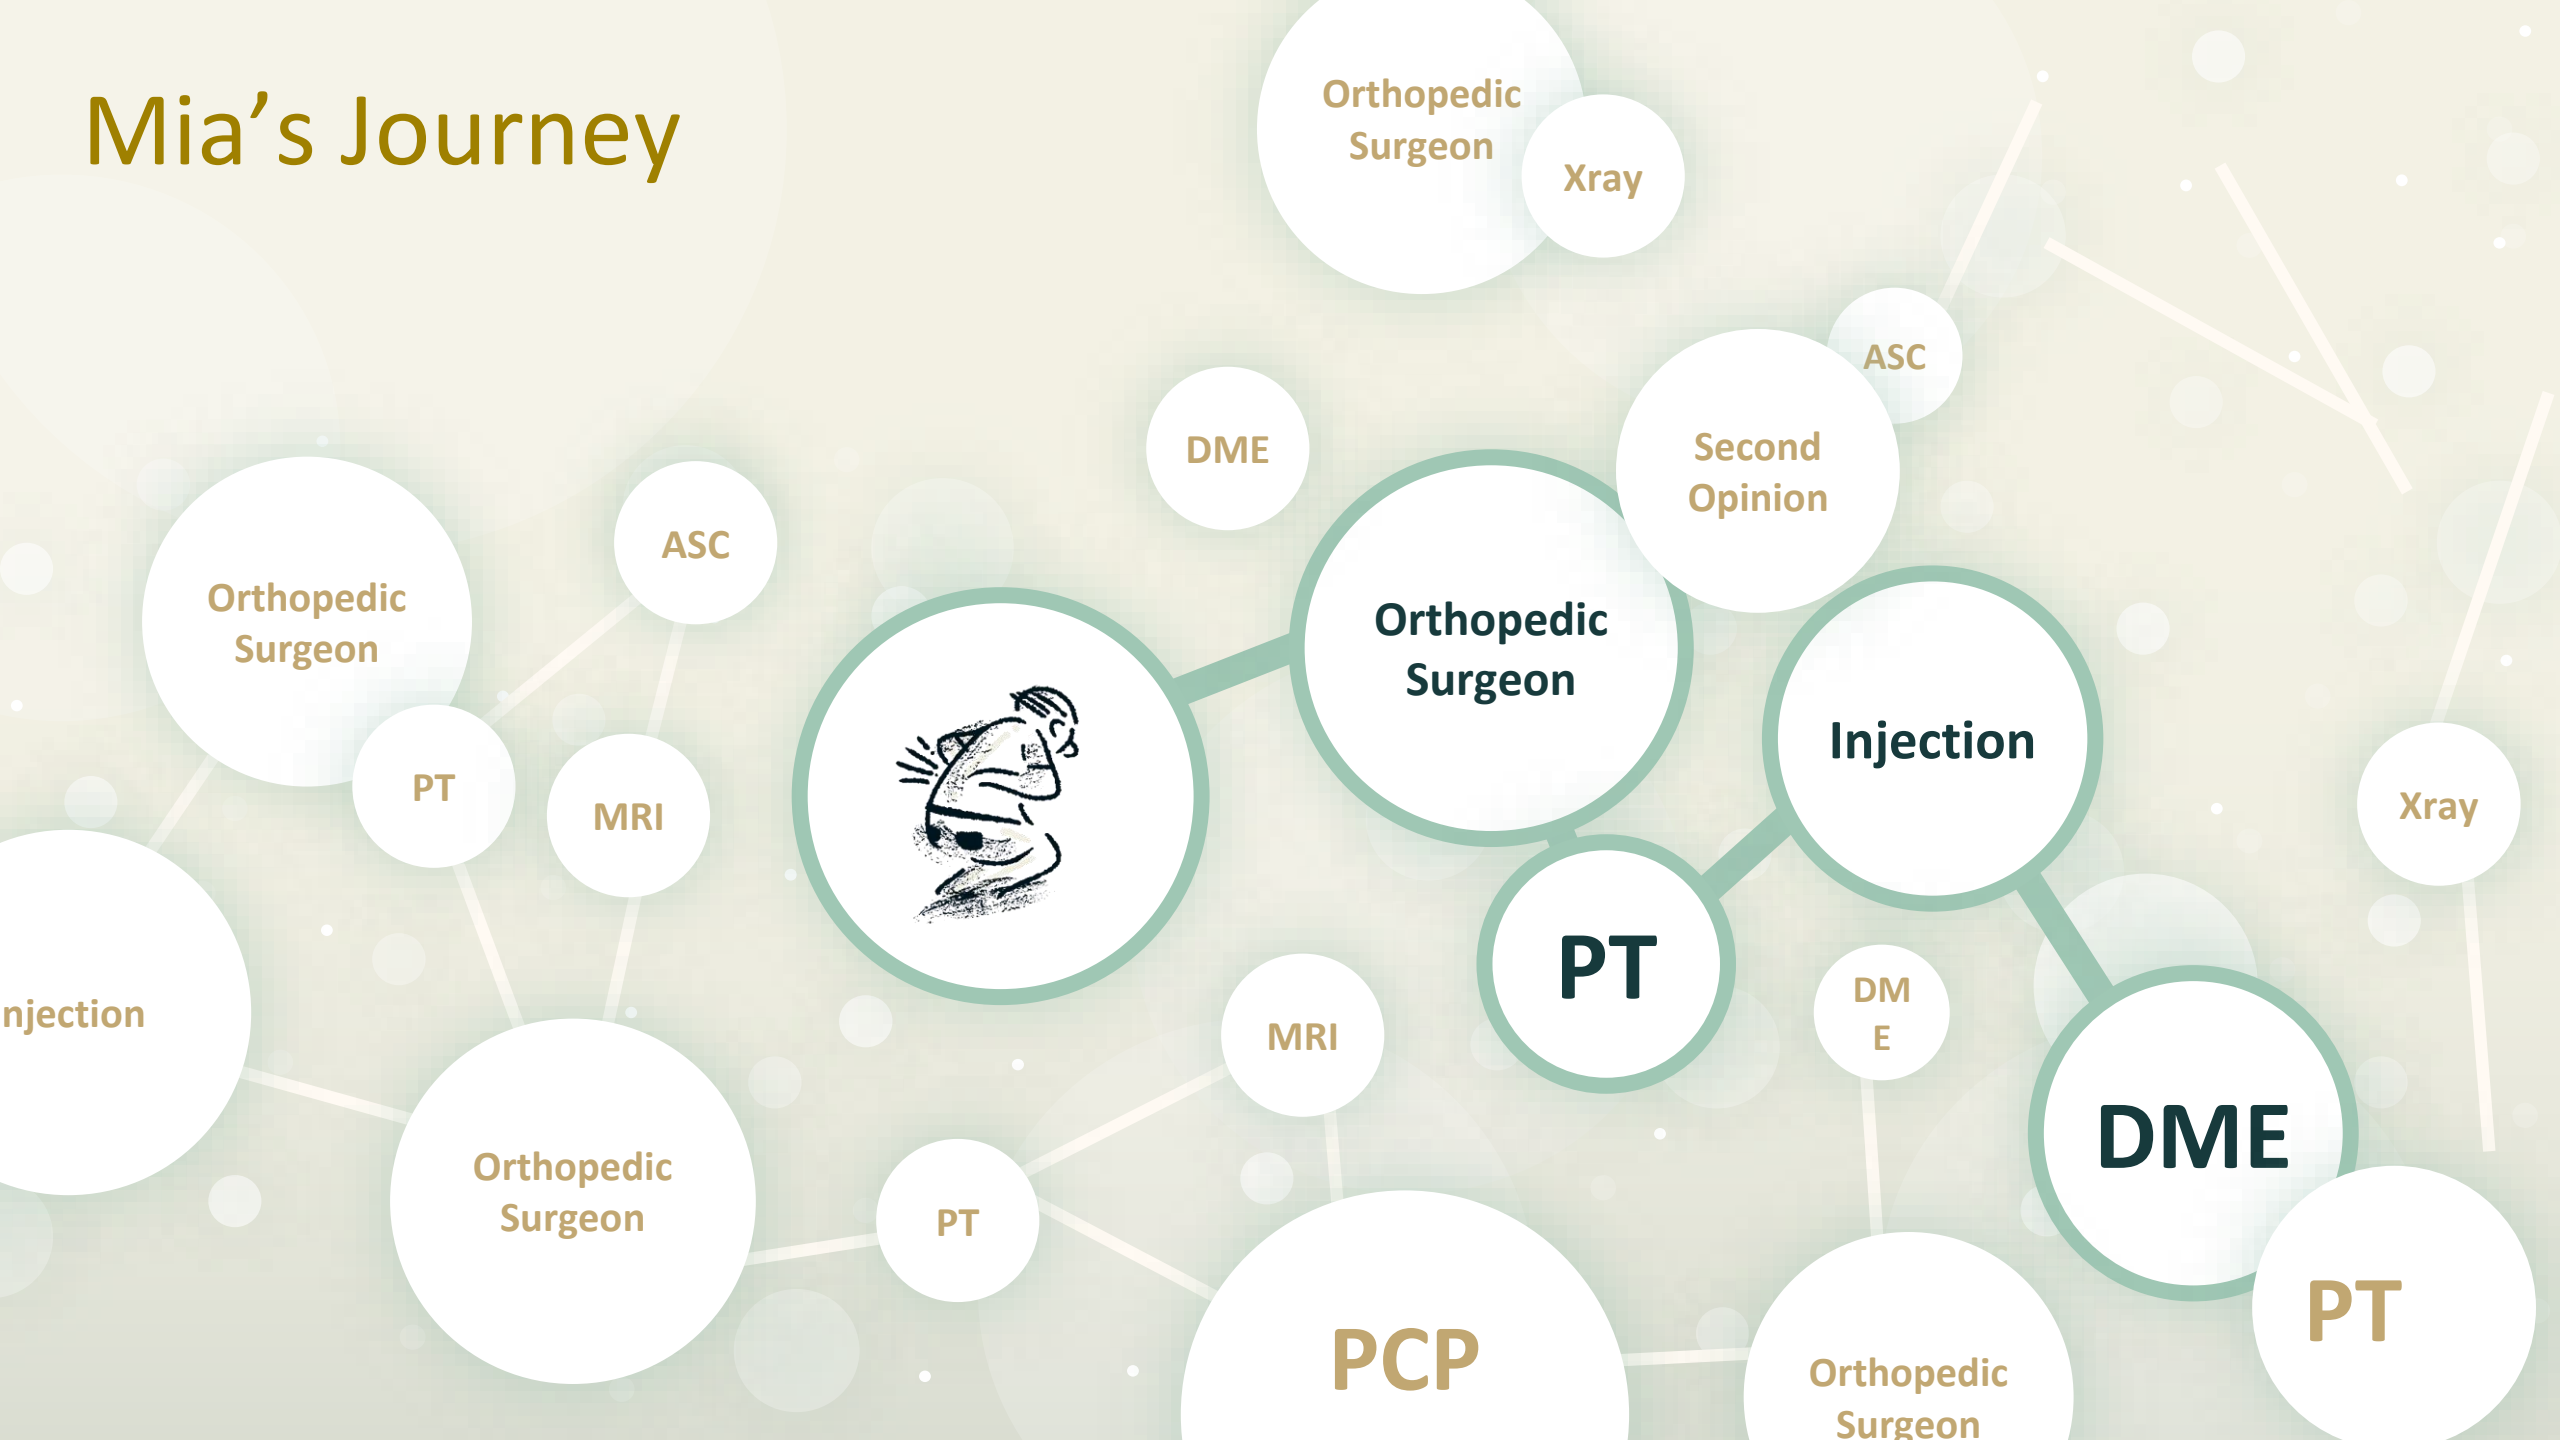 Mia’s Journey
Orthopedic
Surgeon
Xray
ASC
DME
Second
Opinion
ASC
Orthopedic
Surgeon
Orthopedic
Surgeon
Injection
PT
MRI
Xray
PT
DM
E
njection
MRI
DME
Orthopedic
Surgeon
PT
PT
PCP
Orthopedic
Surgeon